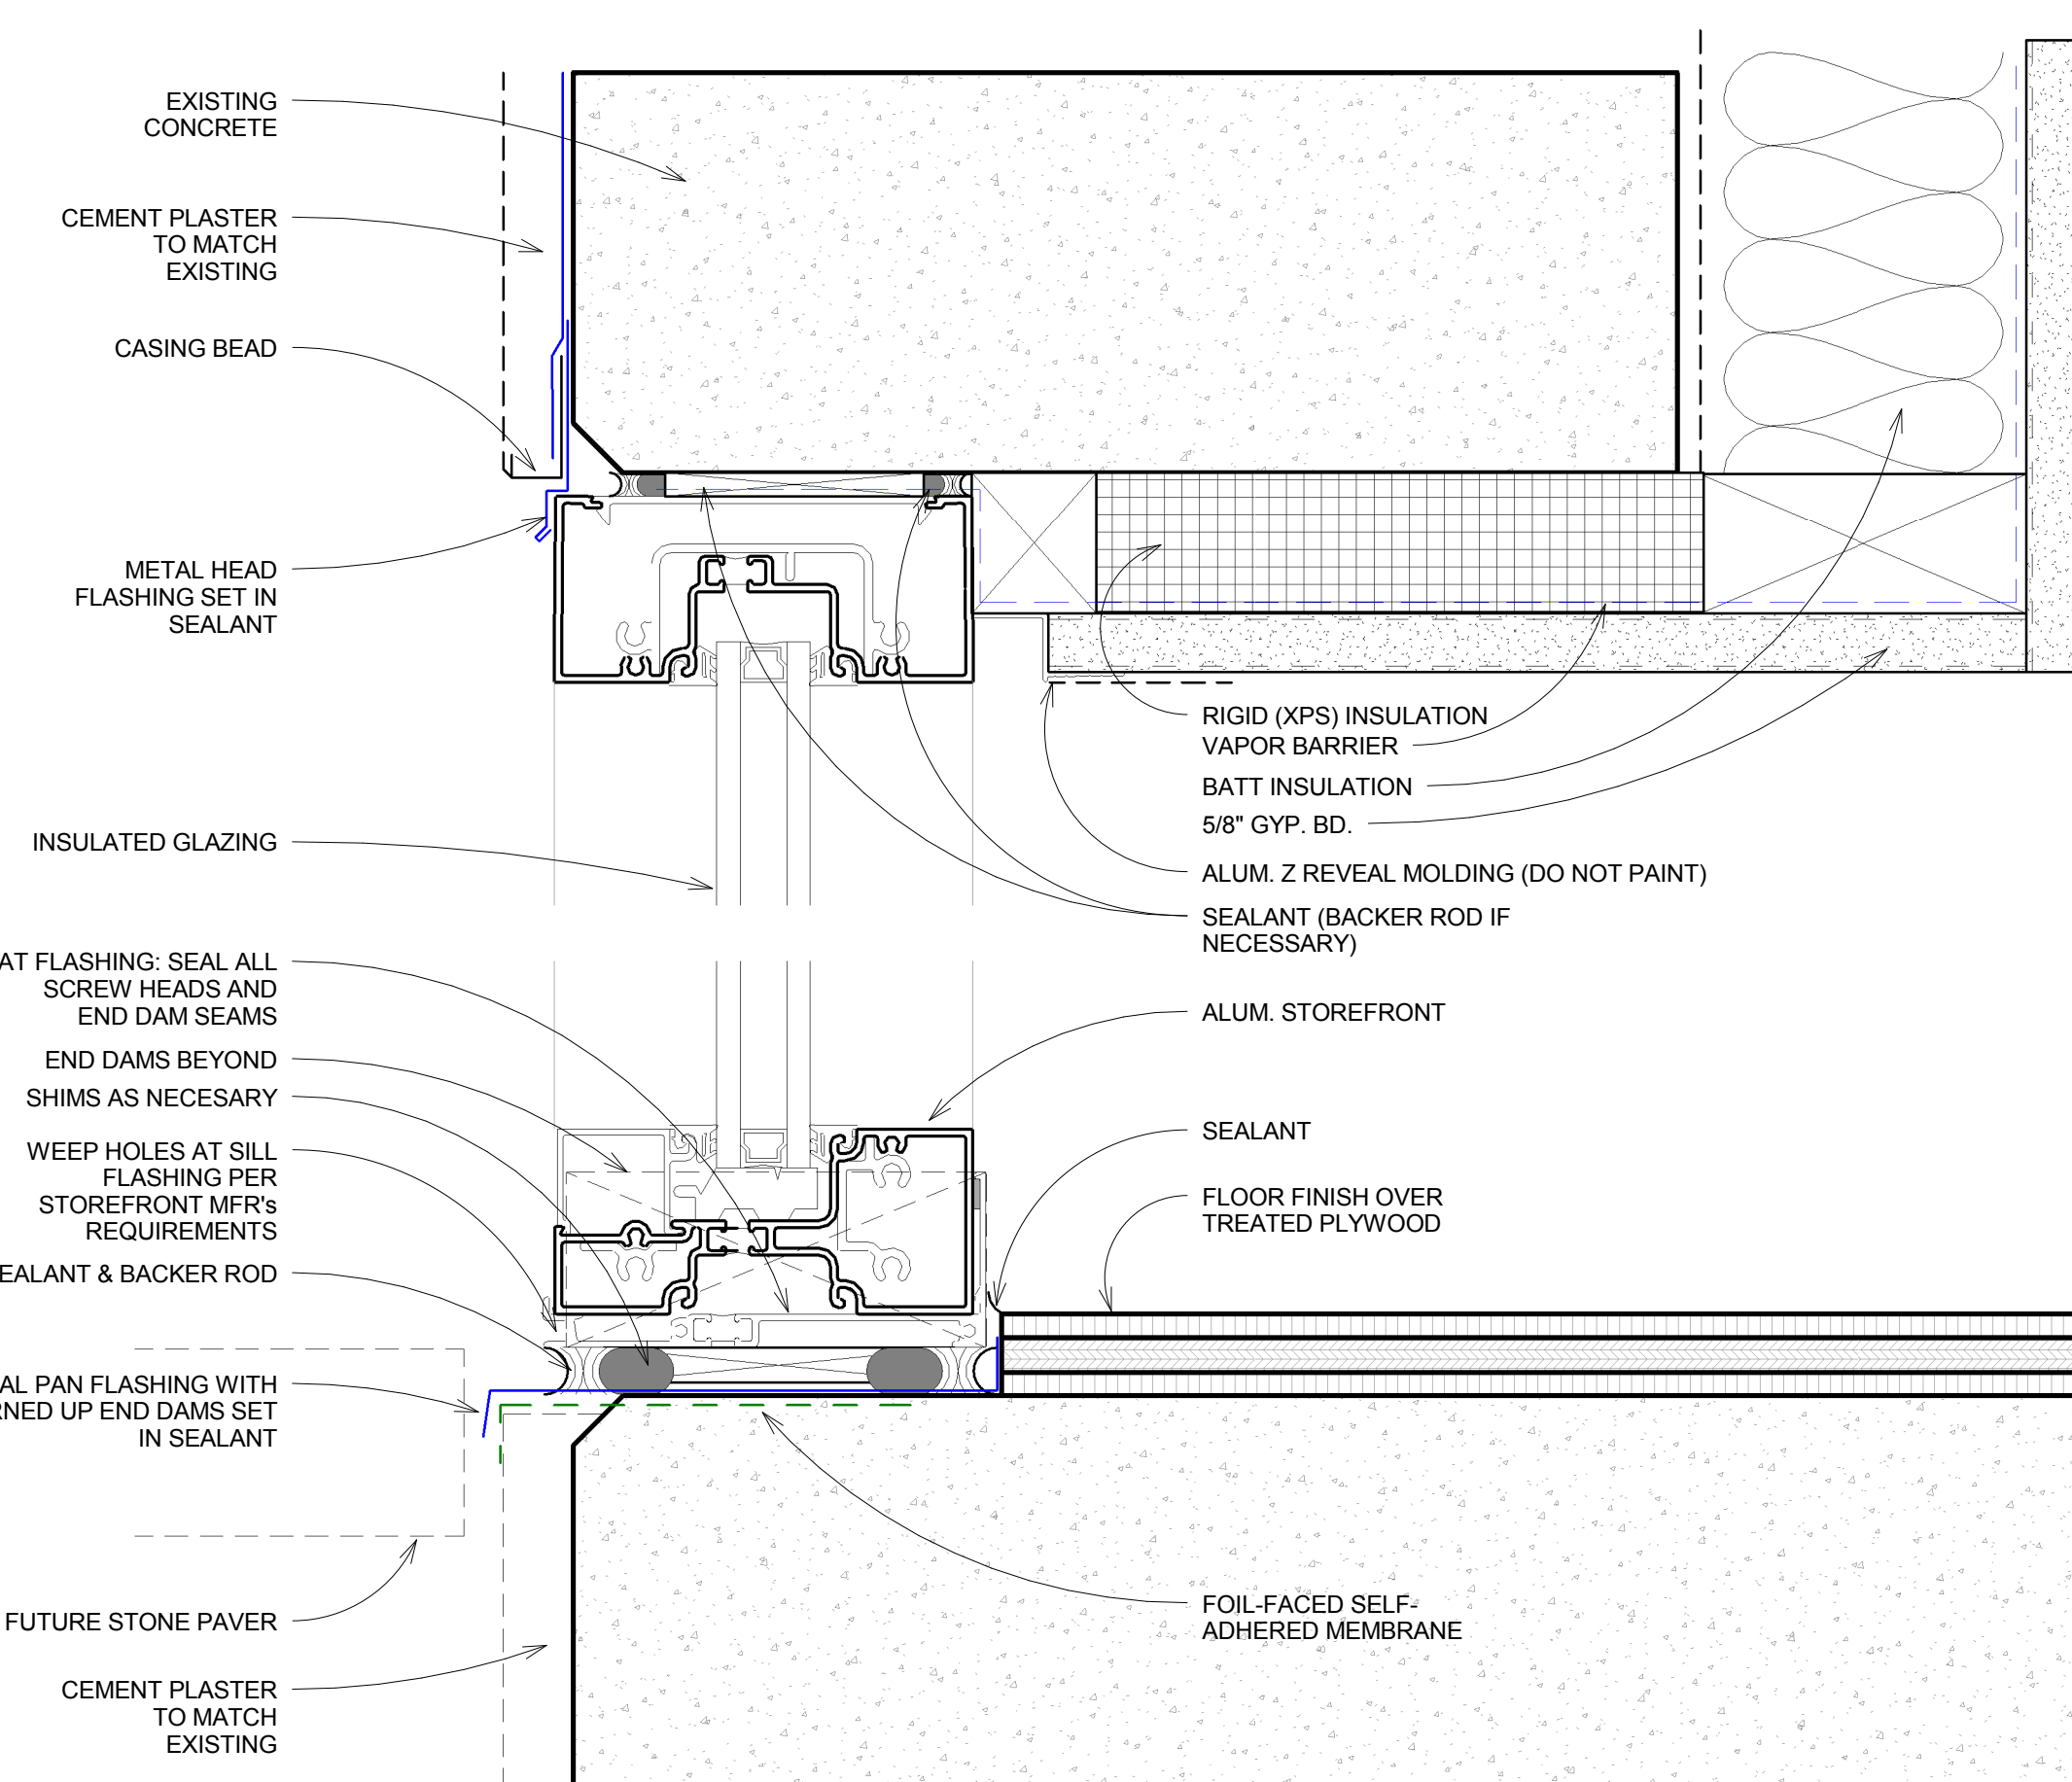 EXISTING
CONCRETE
CEMENT PLASTER
TO MATCH
EXISTING
CASING BEAD
METAL HEAD
FLASHING SET IN
SEALANT
INSULATED GLAZING
AT FLASHING: SEAL ALL
SCREW HEADS AND
END DAM SEAMS
END DAMS BEYOND
SHIMS AS NECESARY
WEEP HOLES AT SILL
FLASHING PER
STOREFRONT MFR's
REQUIREMENTS
EALANT & BACKER ROD
AL PAN FLASHING WITH
RNED UP END DAMS SET
IN SEALANT
FUTURE STONE PAVER
CEMENT PLASTER
TO MATCH
EXISTING
RIGID (XPS) INSULATION
VAPOR BARRIER
BATT INSULATION
5/8" GYP. BD.
ALUM. Z REVEAL MOLDING (DO NOT PAINT)
SEALANT (BACKER ROD IF
NECESSARY)
ALUM. STOREFRONT
SEALANT
FLOOR FINISH OVER
TREATED PLYWOOD
FOIL-FACED SELF-
ADHERED MEMBRANE